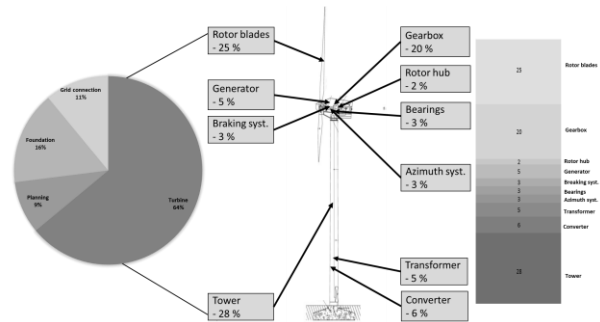 Grid connection
11%
Foundation
16%
Planning
9%
Turbine
64%
Rotor blades
- 25 %
Generator
- 5 %
Braking syst.
- 3 %
Tower
- 28 %
Gearbox
- 20 %
Rotor hub
- 2 %
Bearings
- 3 %
Azimuth syst.
- 3 %
Transformer
- 5 %
Converter
- 6 %
25 Rotor blades
20 Gearbox
2 Rotor hub
5 Generator
3 Breaking syst.
3 Bearings
3 Azimuth syst.
5 Transformer
6 Converter
28 Tower